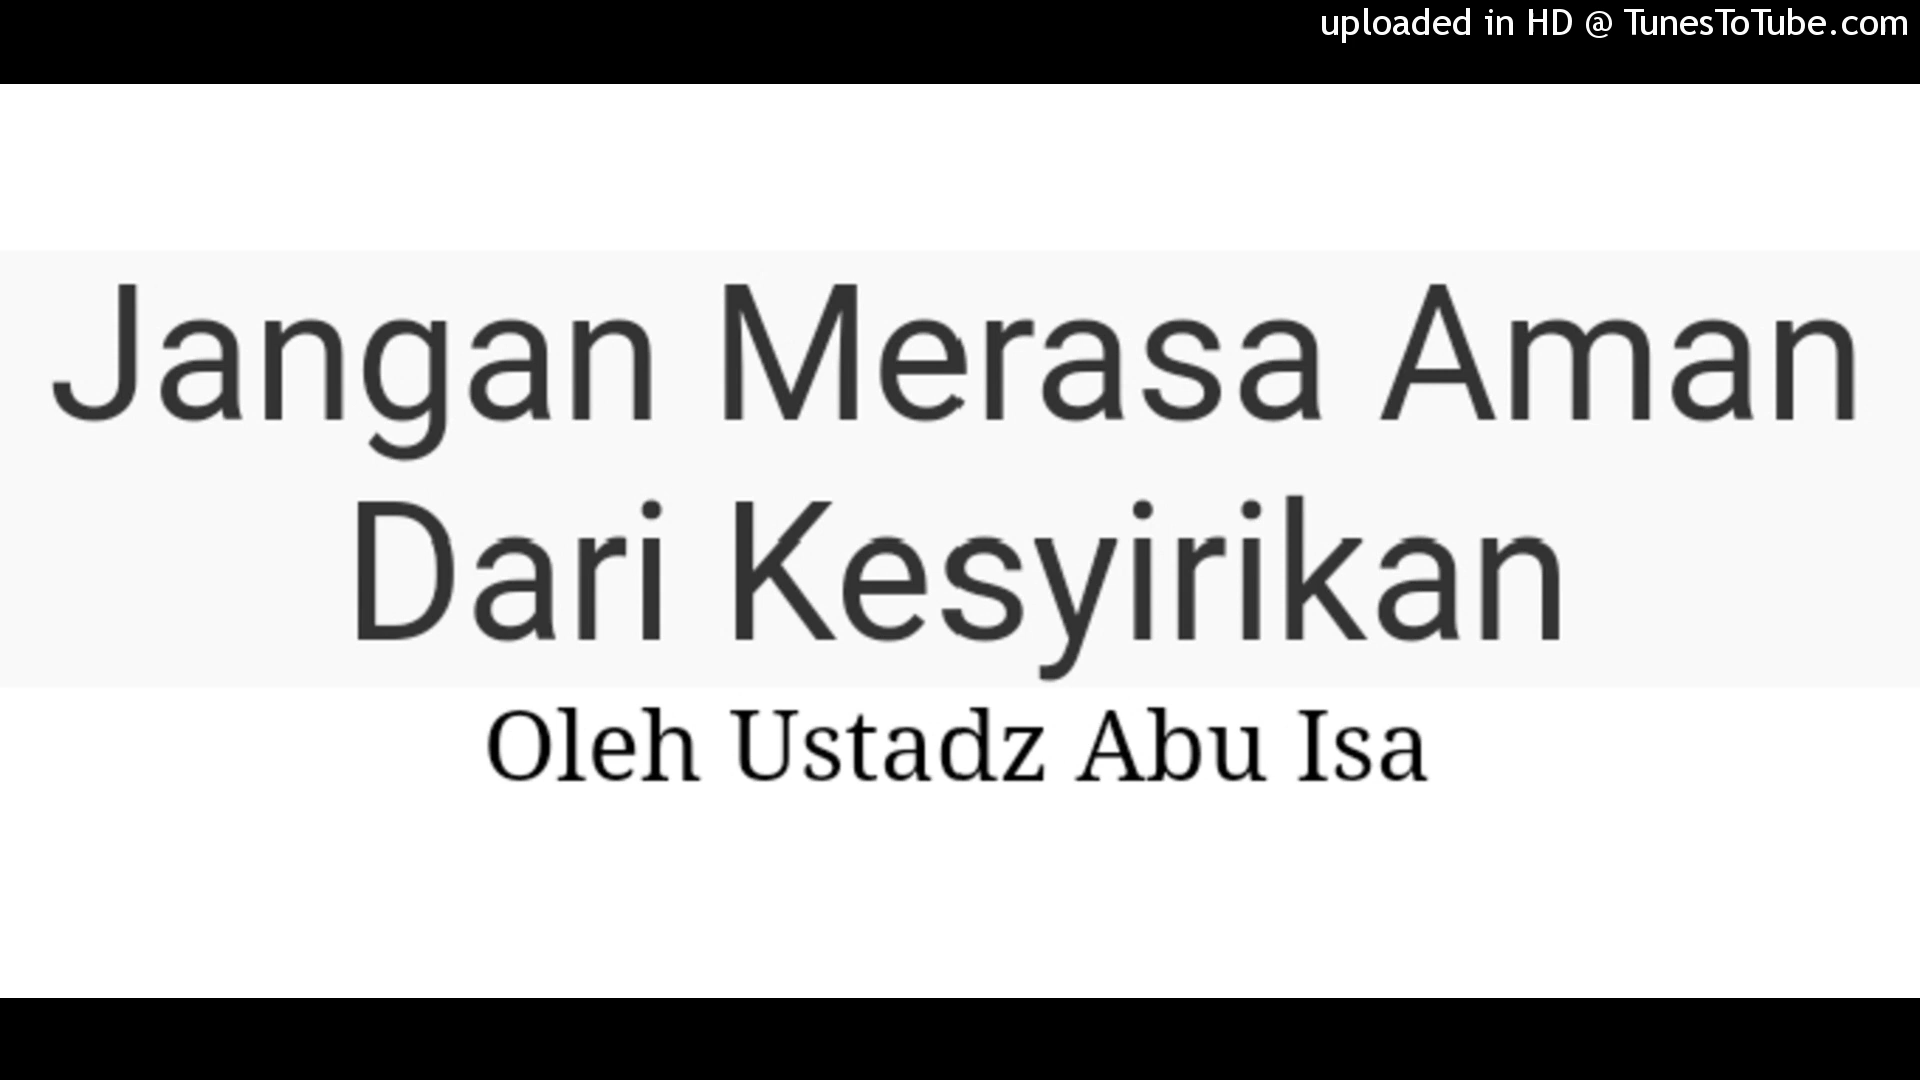 uploaded in HD @ TunesToTube.com
Jangan Merasa Aman
Dari Kesyirikan
Oleh Ustadz Abu Isa